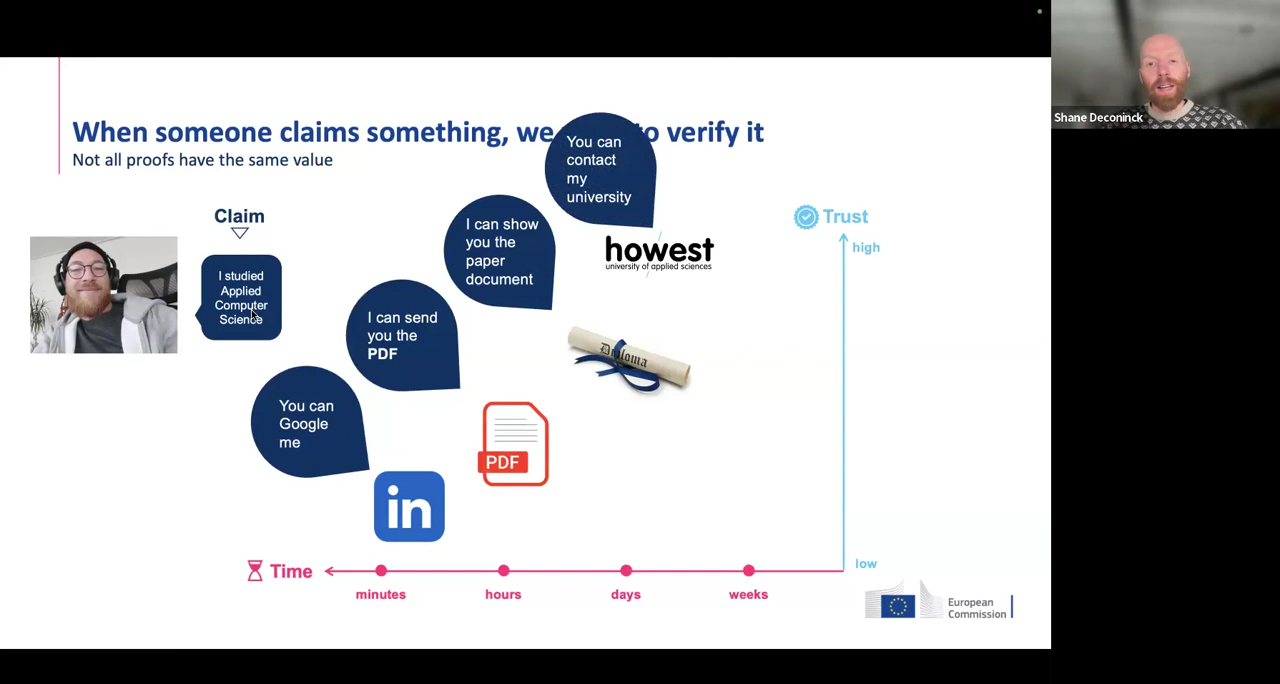 Shane Deconinck
When someone claims something, we to verify it
Not all proofs have the same value
Claim
I studied
Applied
Computer
Science
You can
Google
me
I can send
you the
PDF
I can show
you the
paper
document
You can
contact
my
university
in
PDF
Diploma
howest
university of applied sciences
Trust
high
low
Time
minutes
hours
days
weeks
European
Commission